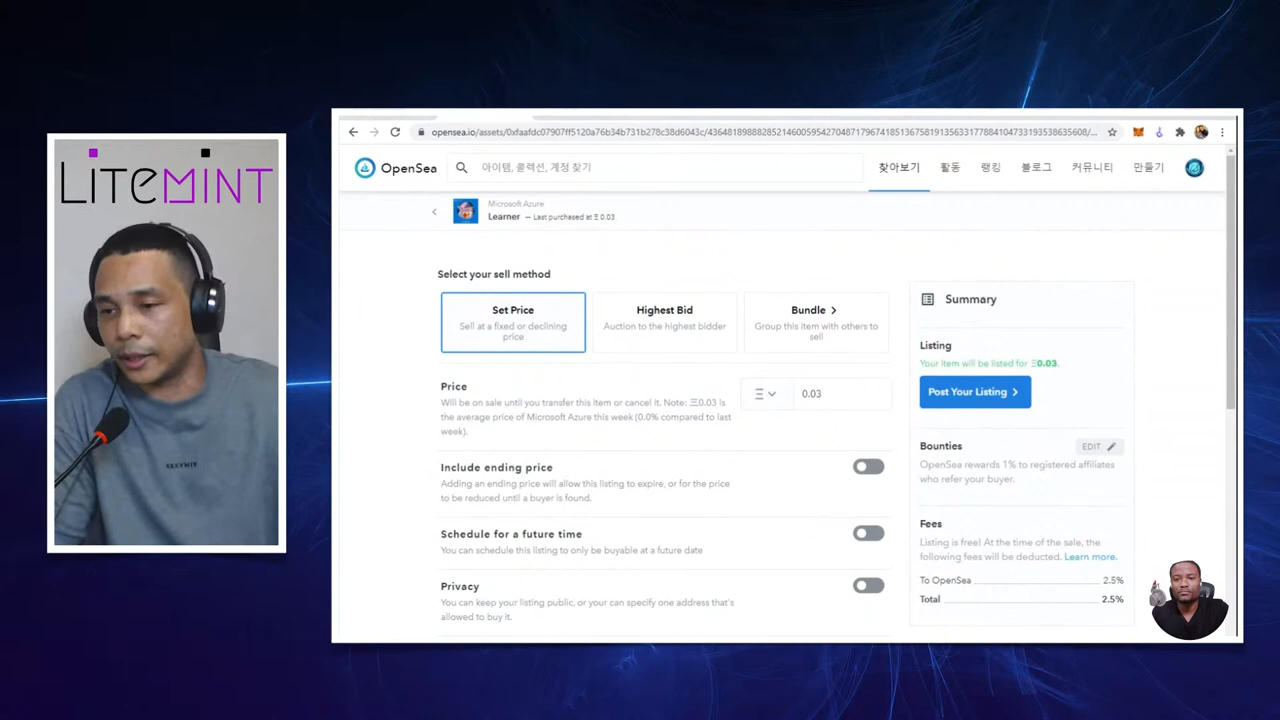 LITEMINT
opensea.io/assets/0xfaafdc07907ff5120a76b34b731b278c38d6043c/
OpenSea
아이템, 콜렉션, 계정 찾기
찾아보기
활동
랭킹
블로그
커뮤니티
만들기
Microsoft Azure
Learner — Last purchased at Ξ 0.03.
Select your sell method
Set Price
Sell at a fixed or declining
price
Highest Bid
Auction to the highest bidder
Bundle
Group this item with others to
sell
Price
Will be on sale until you transfer this item or cancel it. Note: Ξ0.03 is
the average price of Microsoft Azure this week (0.0% compared to last
week).
Ξ
0.03
Include ending price
Adding an ending price will allow this listing to expire, or for the price
to be reduced until a buyer is found.
Schedule for a future time
You can schedule this listing to only be buyable at a future date
Privacy
You can keep your listing public, or your can specify one address that's
allowed to buy it.
Summary
Listing
Your item will be listed for Ξ0.03.
Post Your Listing
Bounties
EDIT
OpenSea rewards 1% to registered affiliates
who refer your buyer.
Fees
Listing is free! At the time of the sale, the
following fees will be deducted. Learn more.
To OpenSea 2.5%
Total 2.5%